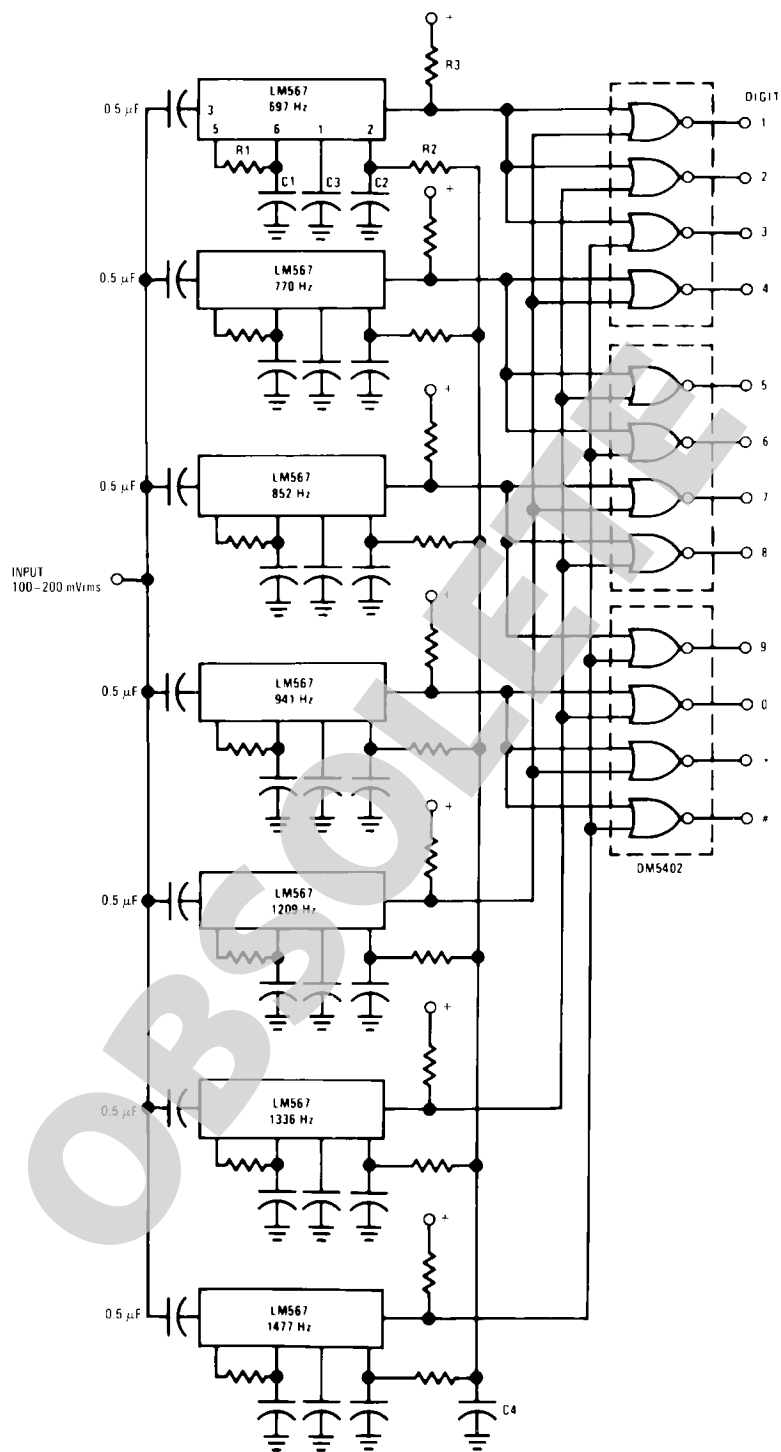 +
R3
LM567
697 Hz
0.5 µF
3
5
6
1
2
R1
R2
C1
C3
C2
+
DIGIT
1
2
3
4
LM567
770 Hz
0.5 µF
+
5
6
7
8
LM567
852 Hz
0.5 µF
INPUT
100–200 mVrms
+
9
0
*
#
DM5402
LM567
941 Hz
0.5 µF
+
LM567
1209 Hz
0.5 µF
+
LM567
1336 Hz
0.5 µF
+
LM567
1477 Hz
0.5 µF
C4
OBSOLETE